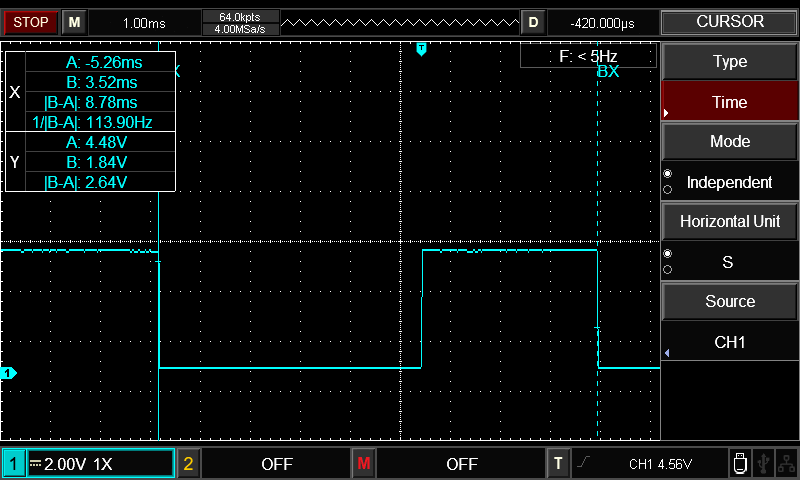 STOP M 1.00ms 64.0kpts D -420.000µs CURSOR
4.00MSa/s
T
F: < 5Hz
X
BX
X
A: -5.26ms
B: 3.52ms
|B-A|: 8.78ms
1/|B-A|: 113.90Hz
Y
A: 4.48V
B: 1.84V
|B-A|: 2.64V
1
Type
Time
Mode
Independent
Horizontal Unit
S
Source
CH1
1 2.00V 1X 2 OFF M OFF T CH1 4.56V